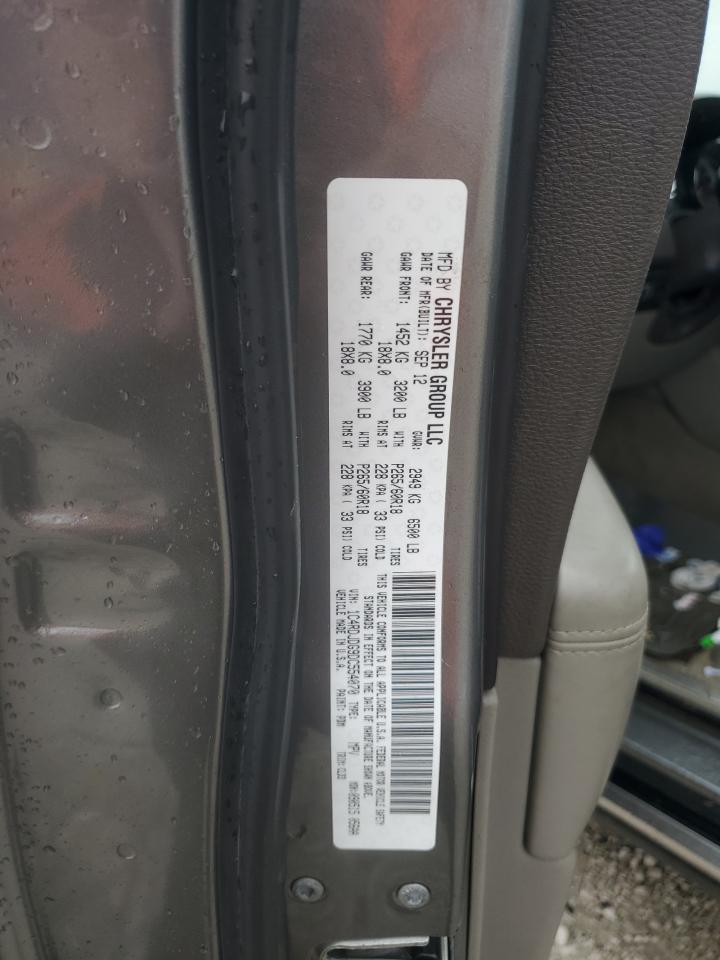 MFD BY CHRYSLER GROUP LLC
DATE OF MFR(BUILT): SEP 12 GVWR: 2949 KG 6500 LB
GAWR FRONT: 1452 KG 3200 LB WITH P265/60R18 TIRES
18X8.0 RIMS AT 228 KPA ( 33 PSI) COLD
GAWR REAR: 1770 KG 3900 LB WITH P265/60R18 TIRES
18X8.0 RIMS AT 228 KPA ( 33 PSI) COLD
THIS VEHICLE CONFORMS TO ALL APPLICABLE U.S.A. FEDERAL MOTOR VEHICLE SAFETY
STANDARDS IN EFFECT ON THE DATE OF MANUFACTURE SHOWN ABOVE.
VIN: 1C4RDJDG9DC554070 TYPE: MPV
VEHICLE MADE IN U.S.A. PAINT: PDM TRIM: